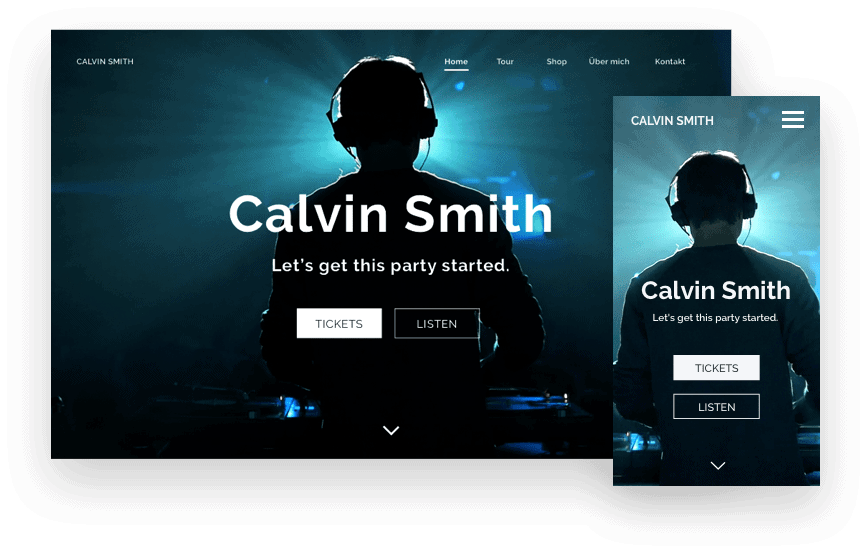 CALVIN SMITH
Home Tour Shop Über mich Kontakt
Calvin Smith
Let's get this party started.
TICKETS LISTEN
CALVIN SMITH
Calvin Smith
Let's get this party started.
TICKETS
LISTEN